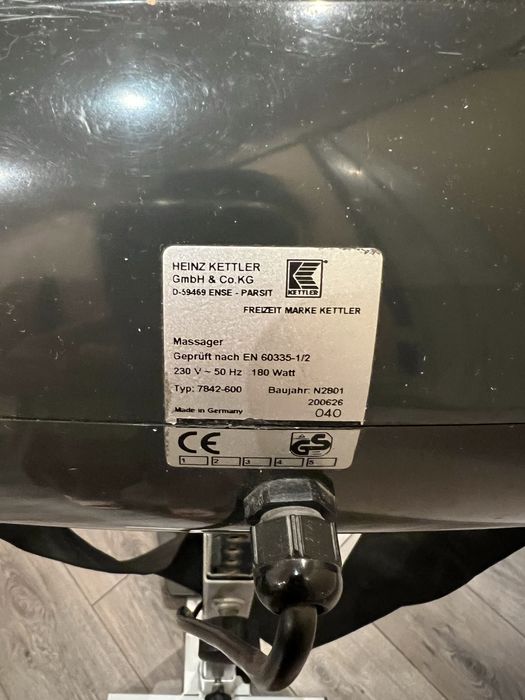 HEINZ KETTLER
GmbH & Co.KG
D-59469 ENSE - PARSIT
KETTLER
FREIZEIT MARKE KETTLER
Massager
Geprüft nach EN 60335-1/2
230 V ~ 50 Hz 180 Watt
Typ: 7842-600 Baujahr: N2801
200626
Made in Germany 040
CE GS
1 2 3 4 5